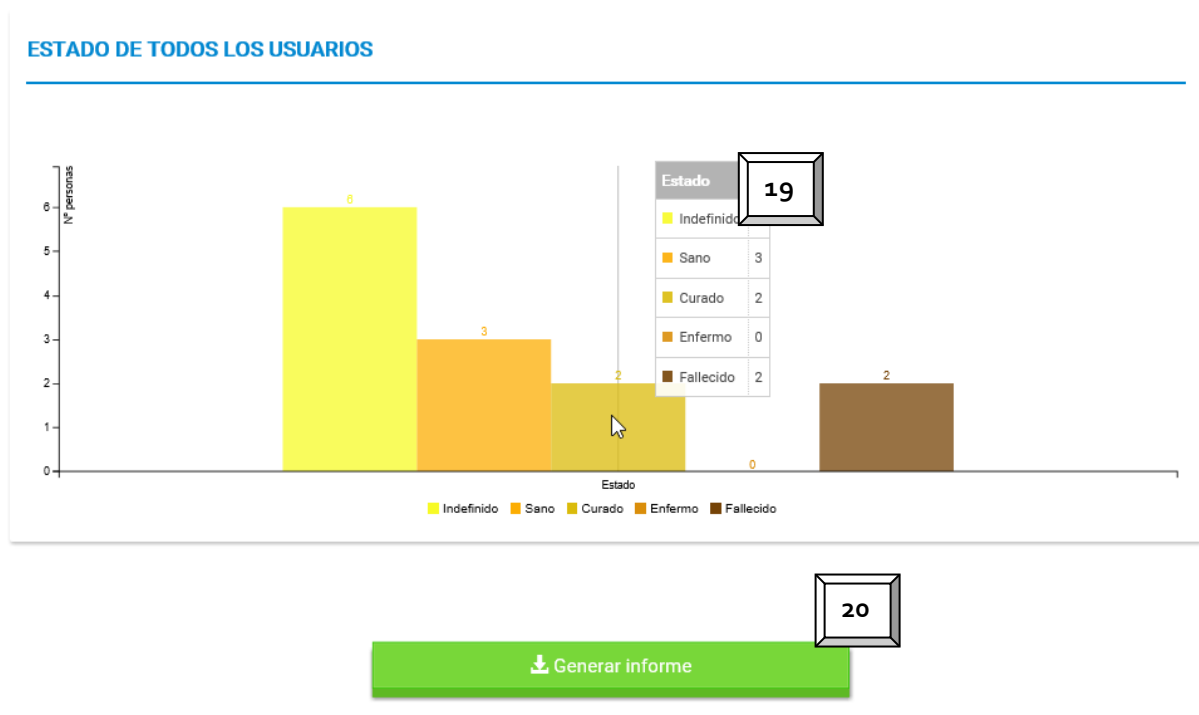 ESTADO DE TODOS LOS USUARIOS
Nº personas
6
5
4
3
2
1
0
6
3
2
0
2
Estado
19
Indefinido
Sano 3
Curado 2
Enfermo 0
Fallecido 2
Estado
Indefinido Sano Curado Enfermo Fallecido
20
Generar informe